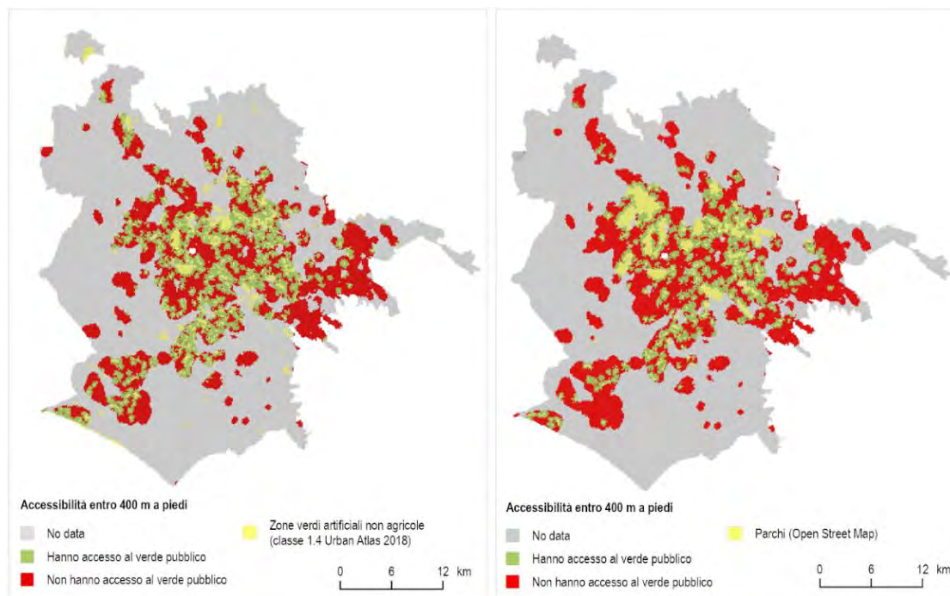 Accessibilità entro 400 m a piedi
No data
Hanno accesso al verde pubblico
Non hanno accesso al verde pubblico
Zone verdi artificiali non agricole
(classe 1.4 Urban Atlas 2018)
km
0 6 12
Accessibilità entro 400 m a piedi
No data
Hanno accesso al verde pubblico
Non hanno accesso al verde pubblico
Parchi (Open Street Map)
km
0 6 12